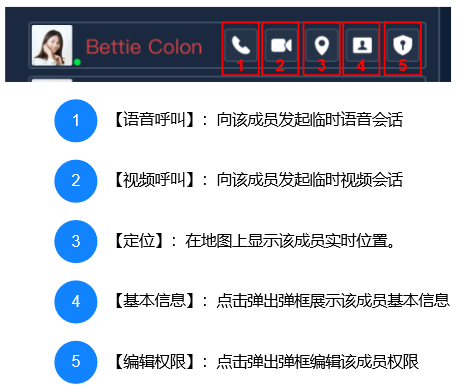 Bettie Colon
1 2 3 4 5
1 【语音呼叫】：向该成员发起临时语音会话
2 【视频呼叫】：向该成员发起临时视频会话
3 【定位】：在地图上显示该成员实时位置。
4 【基本信息】：点击弹出弹框展示该成员基本信息
5 【编辑权限】：点击弹出弹框编辑该成员权限